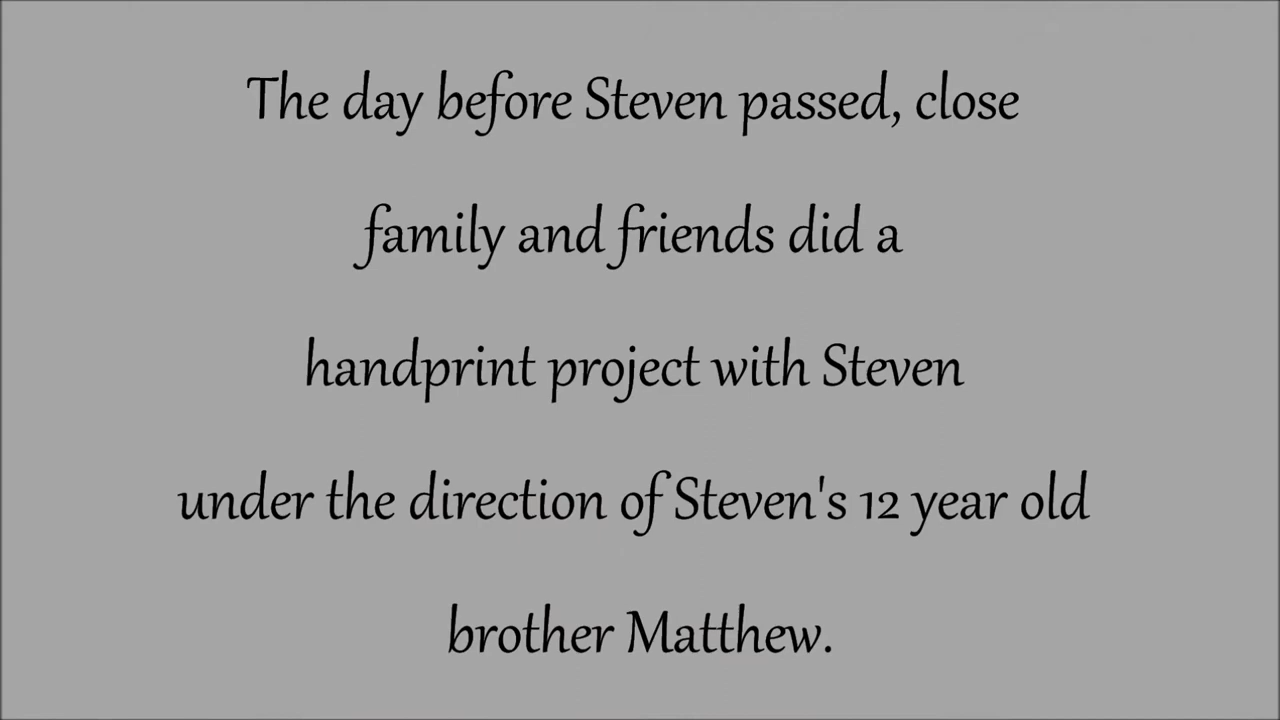 The day before Steven passed, close
family and friends did a
handprint project with Steven
under the direction of Steven's 12 year old
brother Matthew.